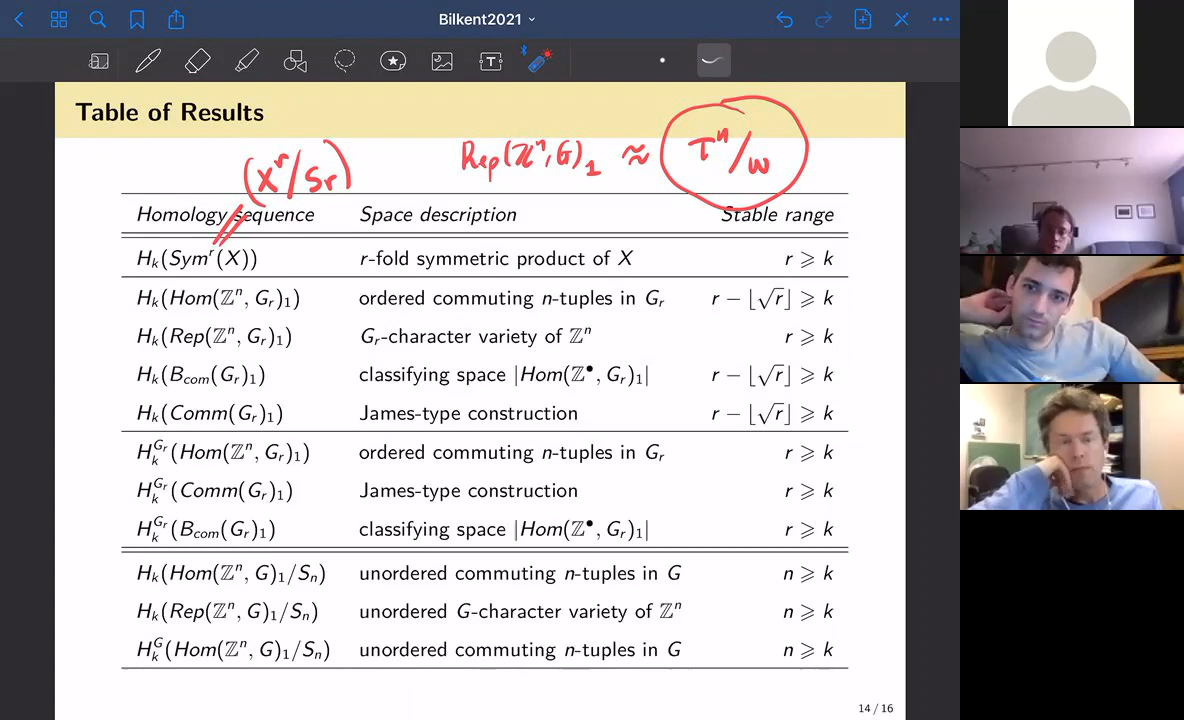 Bilkent2021
Table of Results
(Xʳ/Sr)
Rep(ℤⁿ, G)₁ ≈ Tⁿ/W
Homology sequence Space description Stable range
Hₖ(Symʳ(X)) r-fold symmetric product of X r ⩾ k
Hₖ(Hom(ℤⁿ, Gᵣ)₁) ordered commuting n-tuples in Gᵣ r − ⌊√r⌋ ⩾ k
Hₖ(Rep(ℤⁿ, Gᵣ)₁) Gᵣ-character variety of ℤⁿ r ⩾ k
Hₖ(B_com(Gᵣ)₁) classifying space |Hom(ℤ•, Gᵣ)₁| r − ⌊√r⌋ ⩾ k
Hₖ(Comm(Gᵣ)₁) James-type construction r − ⌊√r⌋ ⩾ k
Hₖ^{Gᵣ}(Hom(ℤⁿ, Gᵣ)₁) ordered commuting n-tuples in Gᵣ r ⩾ k
Hₖ^{Gᵣ}(Comm(Gᵣ)₁) James-type construction r ⩾ k
Hₖ^{Gᵣ}(B_com(Gᵣ)₁) classifying space |Hom(ℤ•, Gᵣ)₁| r ⩾ k
Hₖ(Hom(ℤⁿ, G)₁/Sₙ) unordered commuting n-tuples in G n ⩾ k
Hₖ(Rep(ℤⁿ, G)₁/Sₙ) unordered G-character variety of ℤⁿ n ⩾ k
Hₖ^G(Hom(ℤⁿ, G)₁/Sₙ) unordered commuting n-tuples in G n ⩾ k
14 / 16